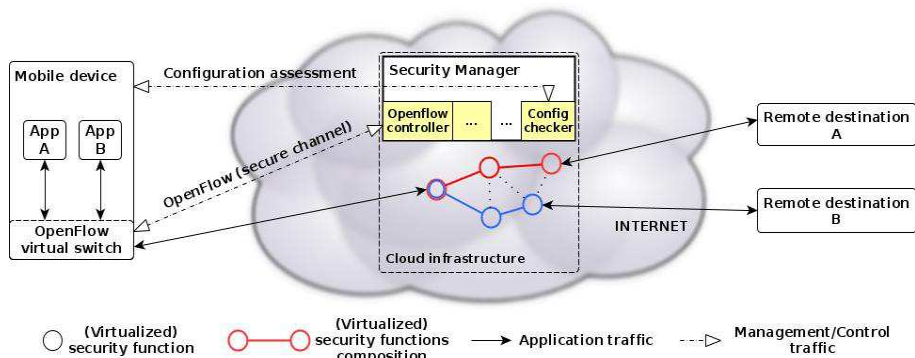 Mobile device
Configuration assessment
Security Manager
Openflow
controller
...
...
Config
checker
App
A
App
B
OpenFlow (secure channel)
OpenFlow
virtual switch
Remote destination
A
Remote destination
B
INTERNET
Cloud infrastructure
(Virtualized)
security function
(Virtualized)
security functions
composition
Application traffic
Management/Control
traffic